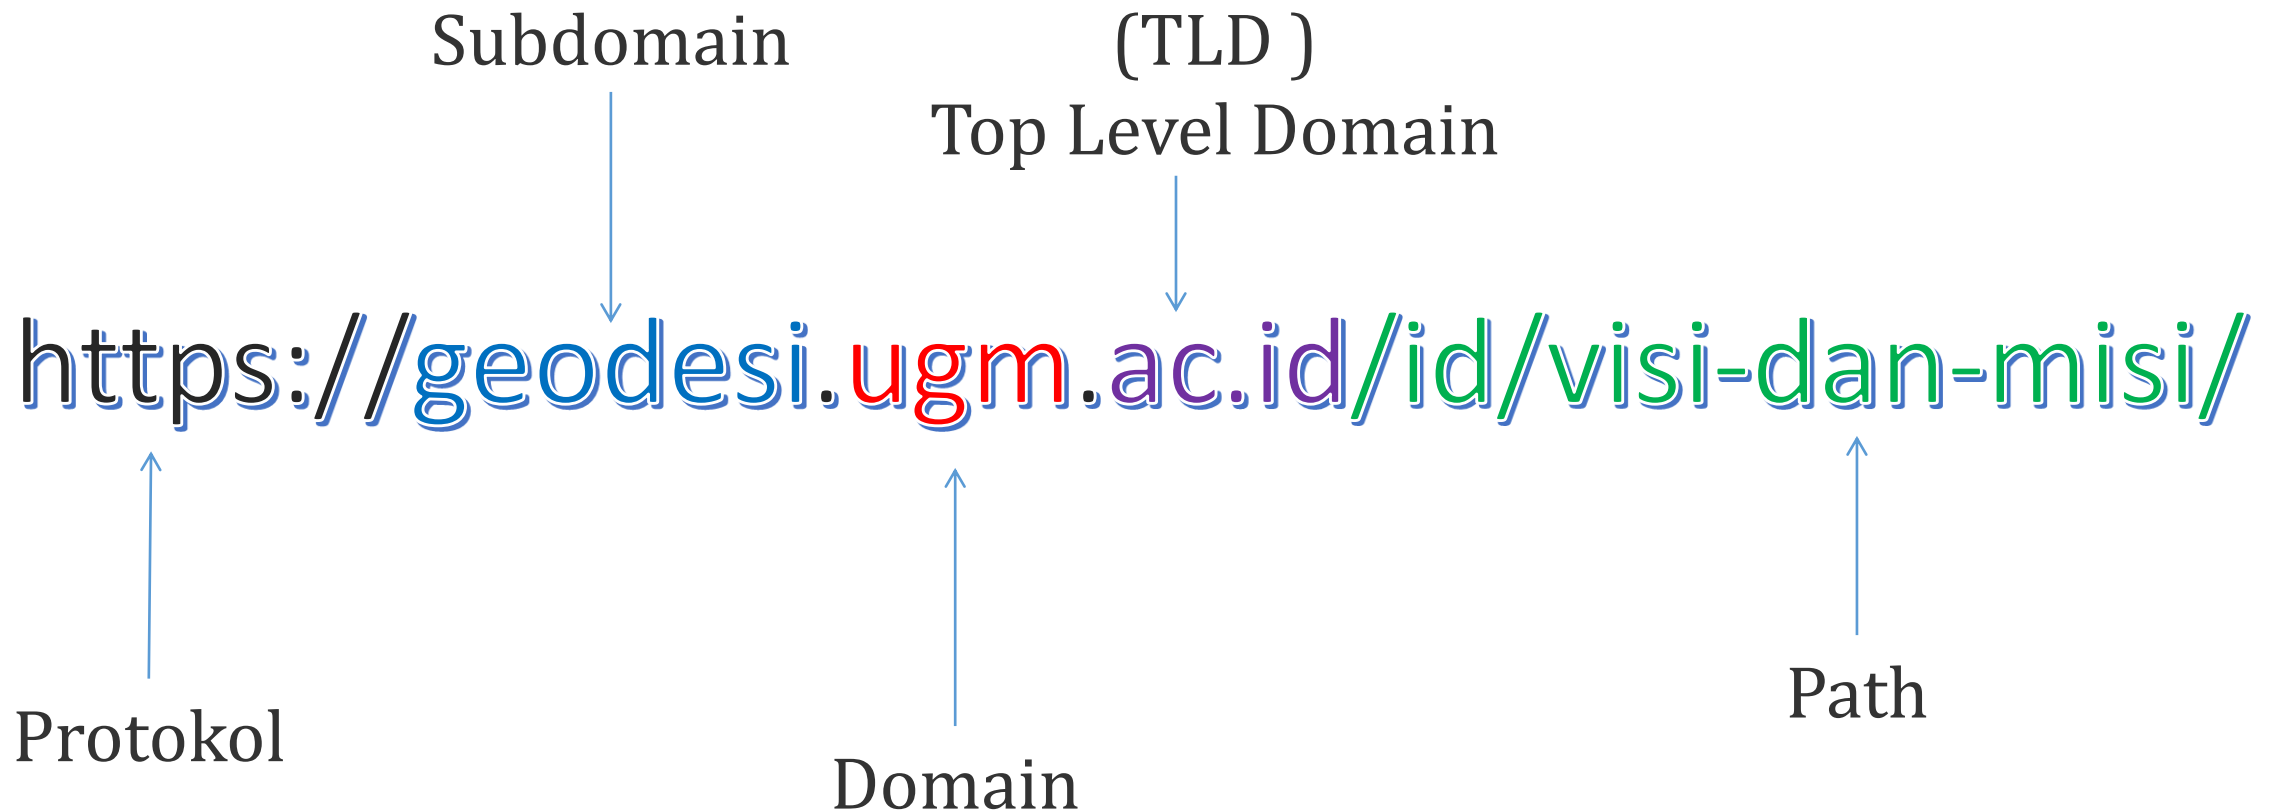 Subdomain
(TLD )
Top Level Domain
https://geodesi.ugm.ac.id/id/visi-dan-misi/
Protokol
Domain
Path